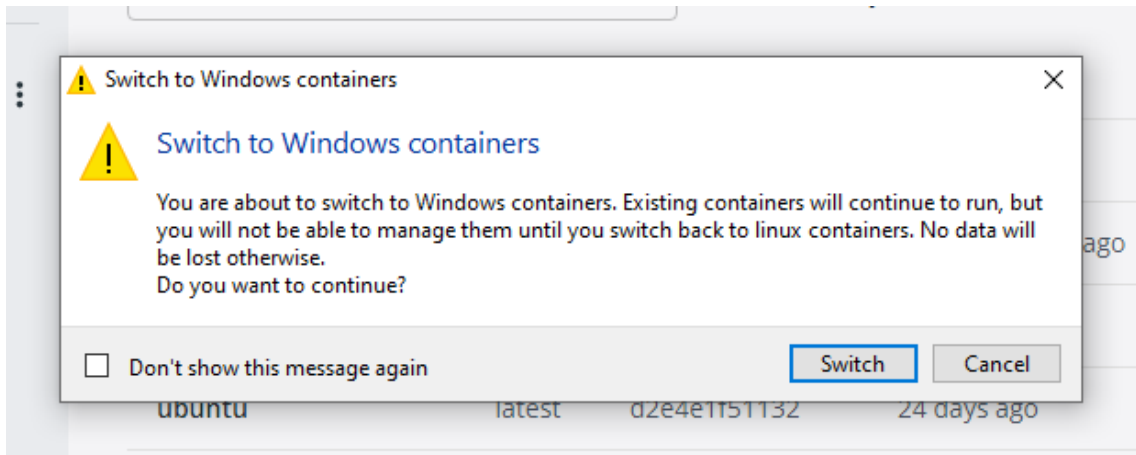 Switch to Windows containers
Switch to Windows containers
You are about to switch to Windows containers. Existing containers will continue to run, but
you will not be able to manage them until you switch back to linux containers. No data will
be lost otherwise.
Do you want to continue?
ago
Don't show this message again
Switch
Cancel
ubuntu latest d2e4e1f51132 24 days ago